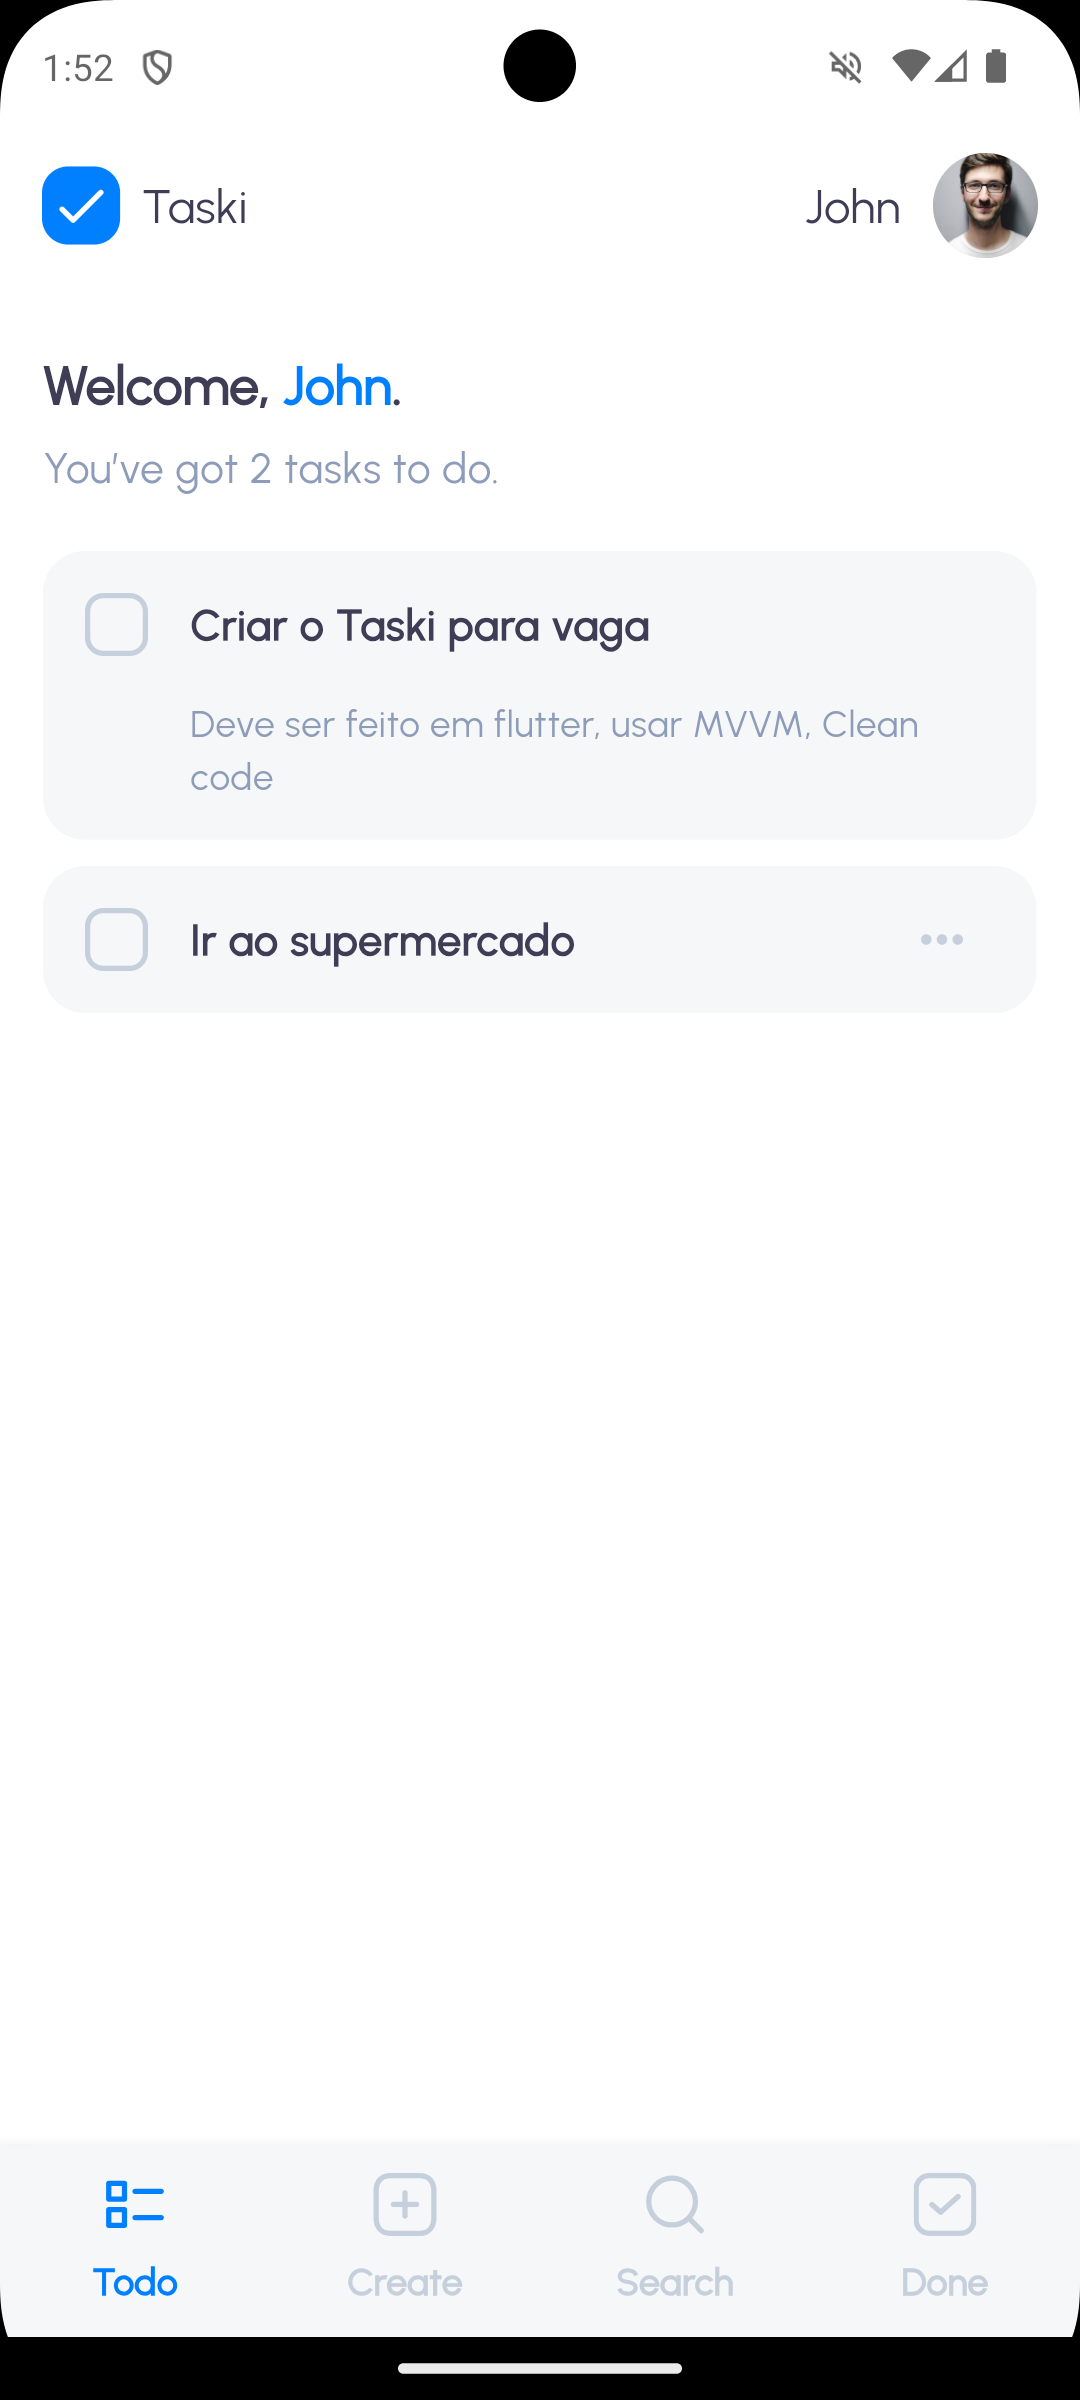 1:52
Taski
John
Welcome, John.
You've got 2 tasks to do.
Criar o Taski para vaga
Deve ser feito em flutter, usar MVVM, Clean
code
Ir ao supermercado
Todo
Create
Search
Done